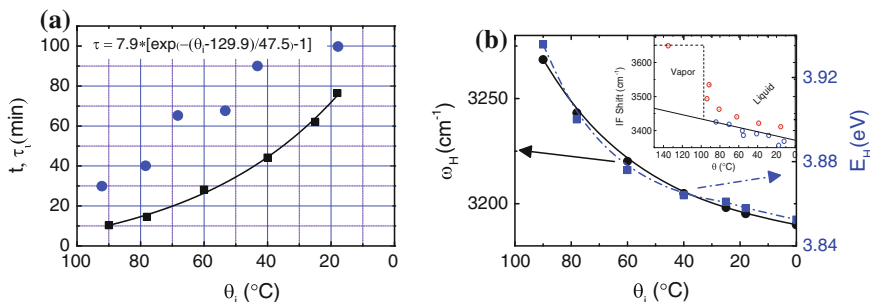 (a)
τ = 7.9*[exp(-(θᵢ-129.9)/47.5)-1]
t, τᵢ(min)
100
80
60
40
20
0
100
80
60
40
20
0
θᵢ (°C)
(b)
ω_H (cm⁻¹)
3250
3200
100
80
60
40
20
0
θᵢ (°C)
E_H(eV)
3.92
3.88
3.84
IF Shift (cm⁻¹)
3600
3500
3400
Vapor
Liquid
140
120
100
80
60
40
20
0
θ (°C)